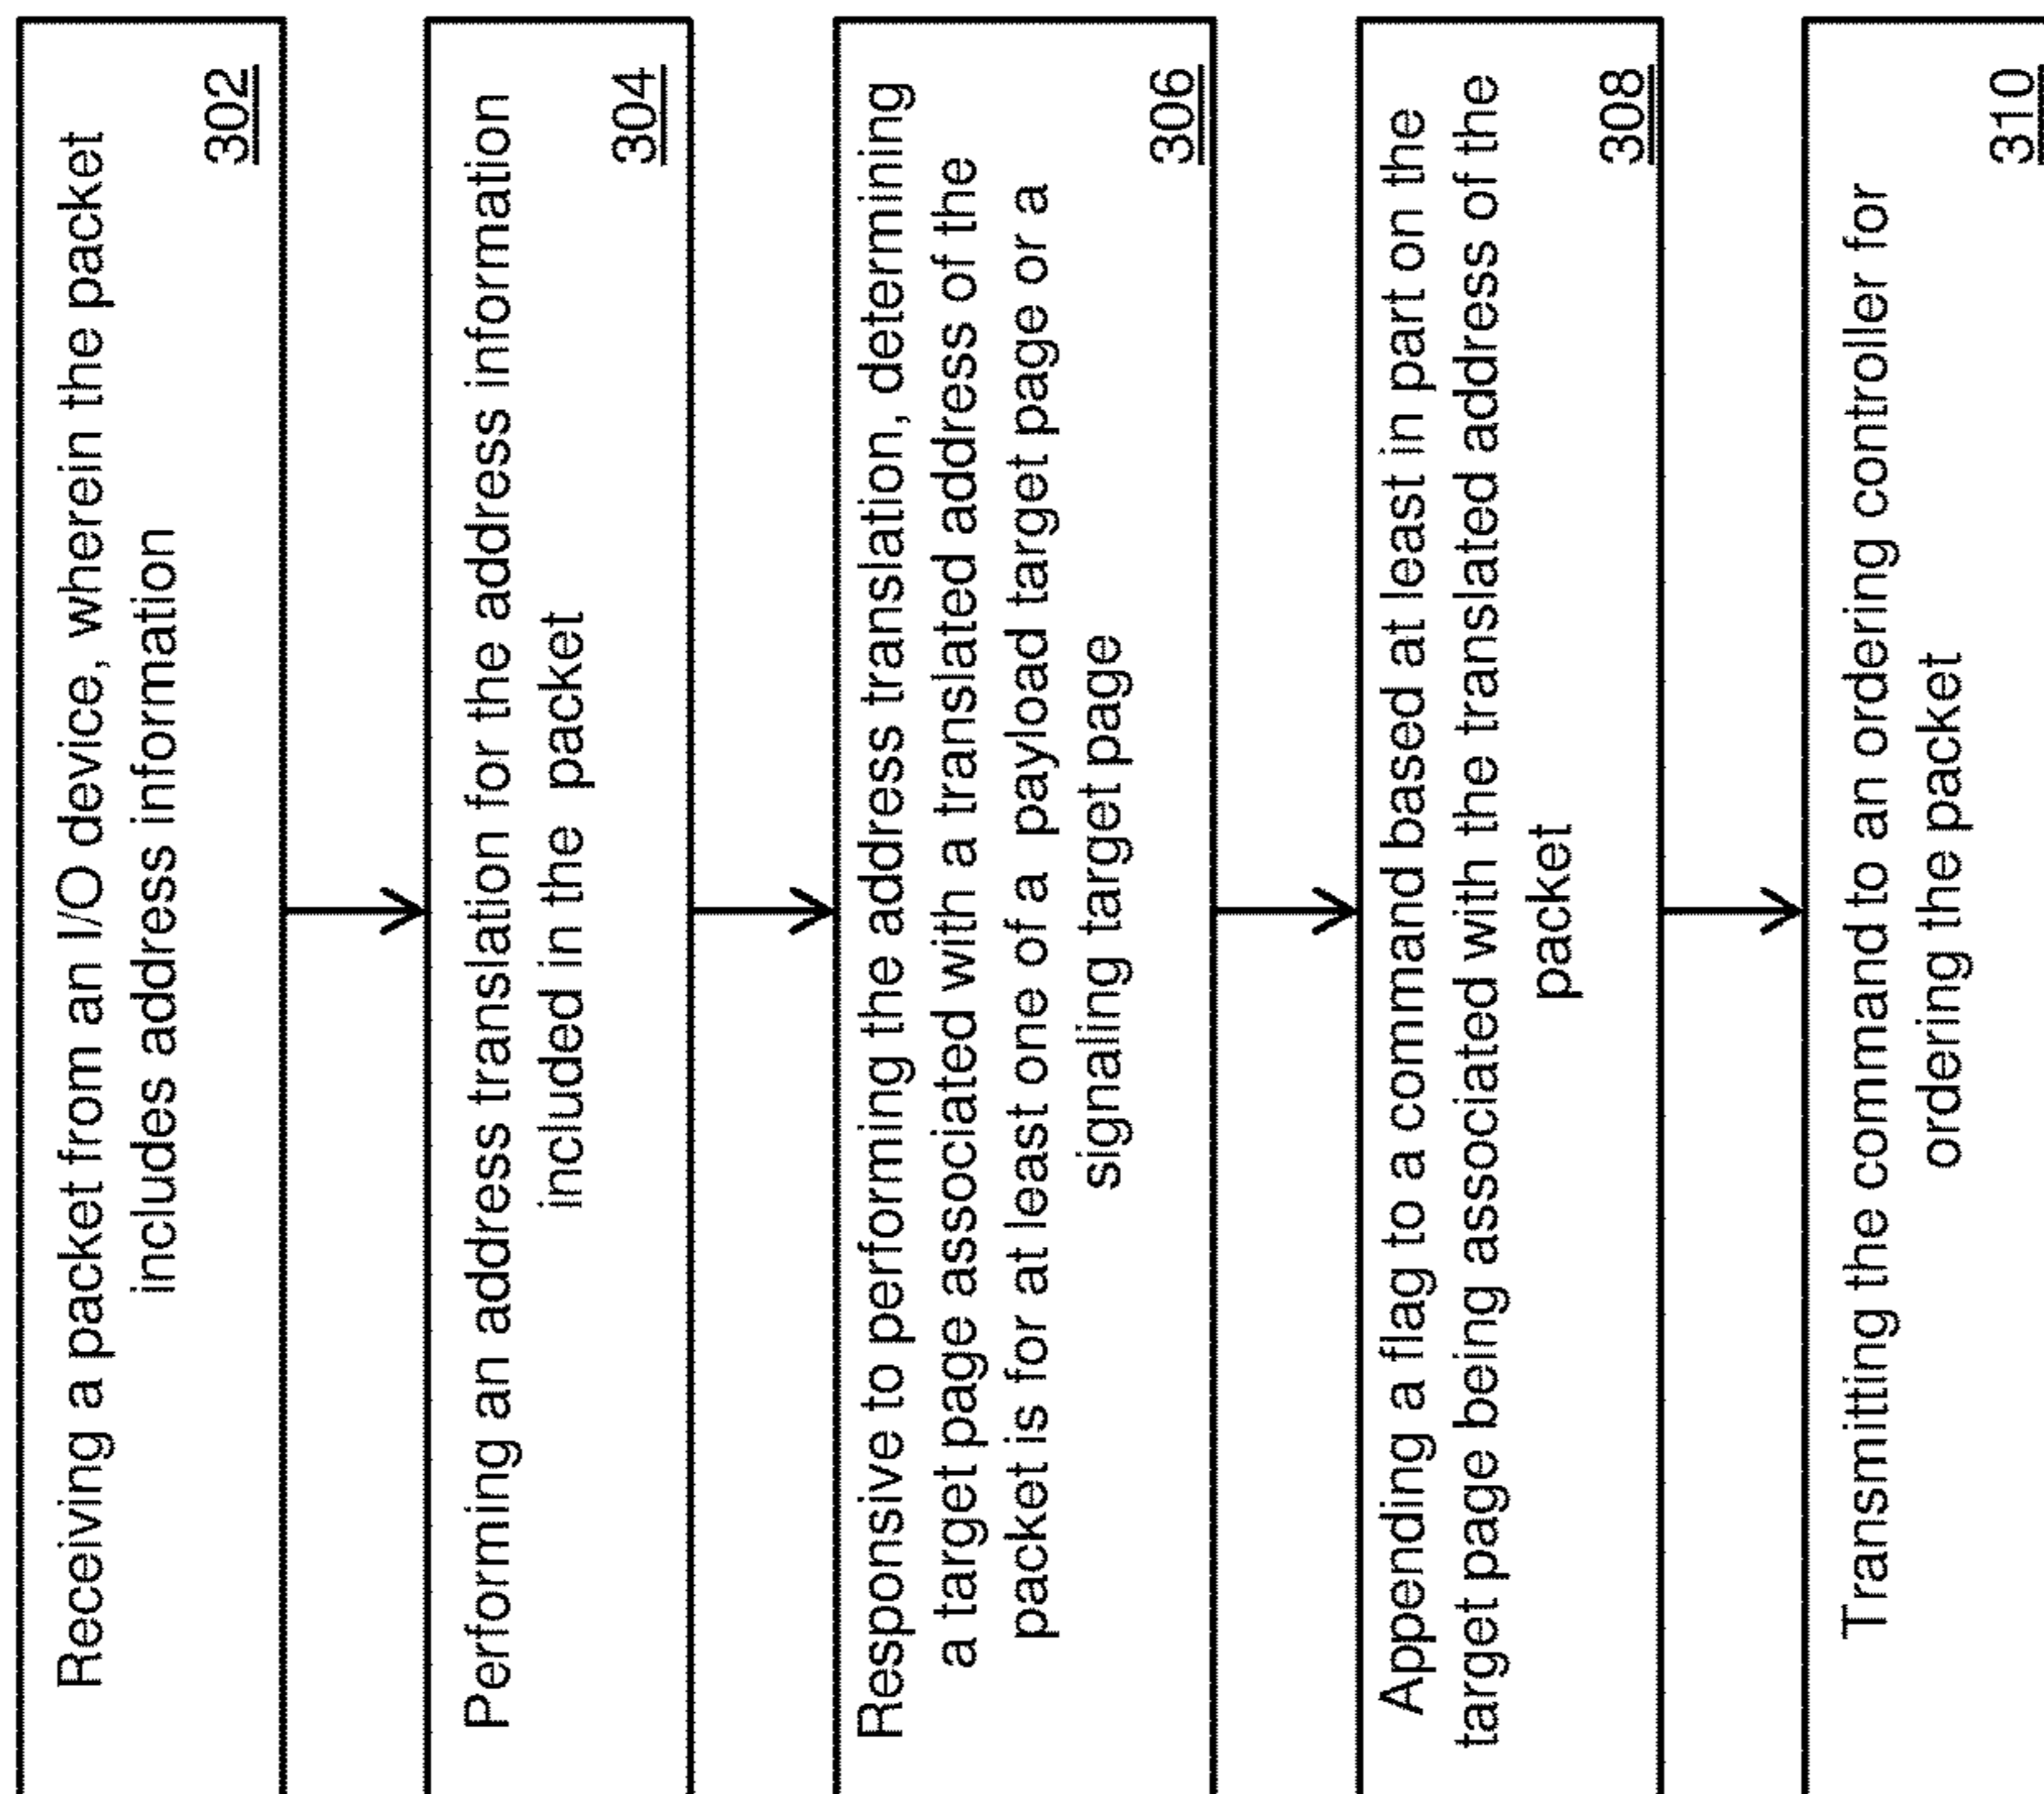 Receiving a packet from an I/O device, wherein the packet
includes address information
302
Performing an address translation for the address information
included in the packet
304
Responsive to performing the address translation, determining
a target page associated with a translated address of the
packet is for at least one of a payload target page or a
signaling target page
306
Appending a flag to a command based at least in part on the
target page being associated with the translated address of the
packet
308
Transmitting the command to an ordering controller for
ordering the packet
310